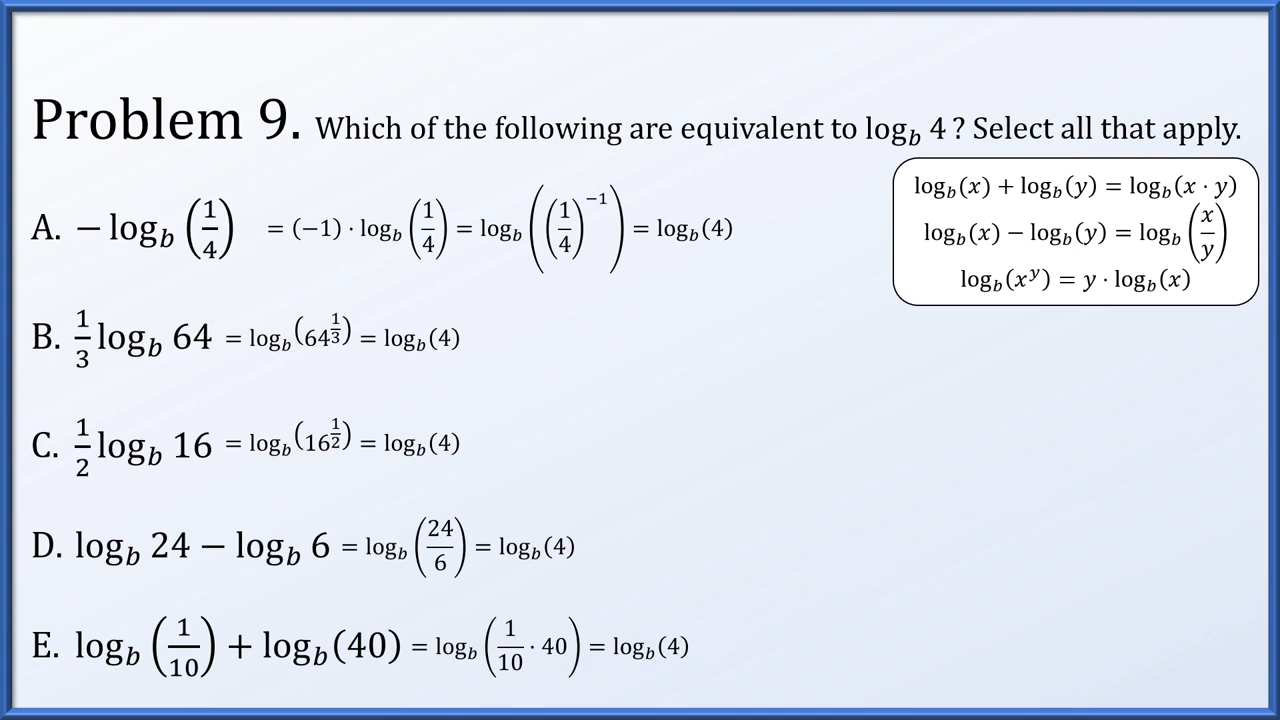 Problem 9. Which of the following are equivalent to log_b 4 ? Select all that apply.
log_b(x) + log_b(y) = log_b(x · y)
log_b(x) − log_b(y) = log_b(x/y)
log_b(x^y) = y · log_b(x)
A. − log_b (1/4) = (−1) · log_b (1/4) = log_b ((1/4)^−1) = log_b(4)
B. 1/3 log_b 64 = log_b(64^(1/3)) = log_b(4)
C. 1/2 log_b 16 = log_b(16^(1/2)) = log_b(4)
D. log_b 24 − log_b 6 = log_b (24/6) = log_b(4)
E. log_b (1/10) + log_b(40) = log_b (1/10 · 40) = log_b(4)